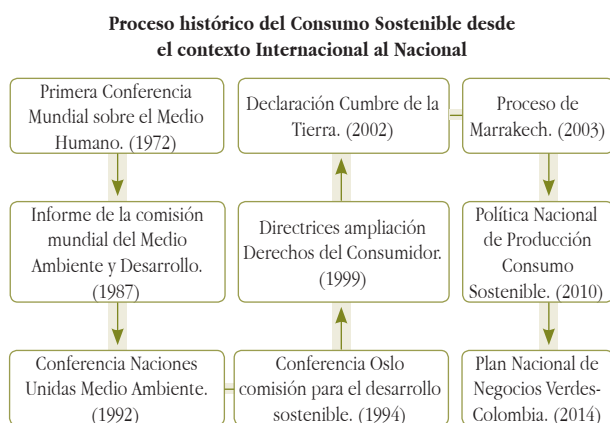 Proceso histórico del Consumo Sostenible desde
el contexto Internacional al Nacional
Primera Conferencia
Mundial sobre el Medio
Humano. (1972)
Informe de la comisión
mundial del Medio
Ambiente y Desarrollo.
(1987)
Conferencia Naciones
Unidas Medio Ambiente.
(1992)
Conferencia Oslo
comisión para el desarrollo
sostenible. (1994)
Directrices ampliación
Derechos del Consumidor.
(1999)
Declaración Cumbre de la
Tierra. (2002)
Proceso de
Marrakech. (2003)
Política Nacional
de Producción
Consumo
Sostenible. (2010)
Plan Nacional de
Negocios Verdes-
Colombia. (2014)